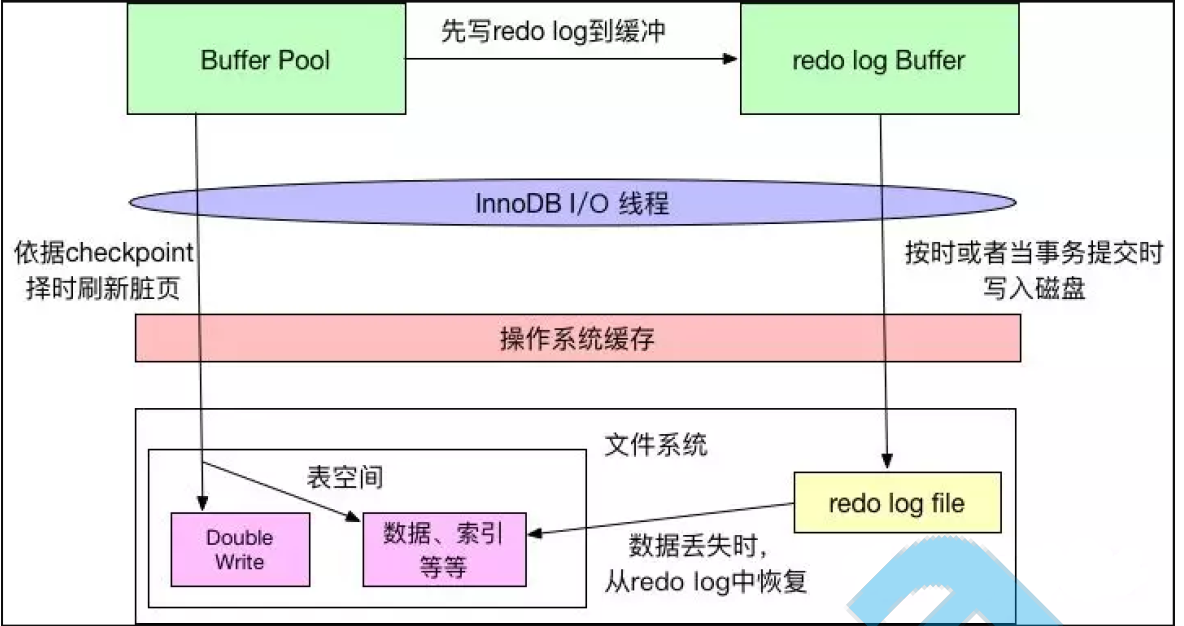 Buffer Pool
先写redo log到缓冲
redo log Buffer
InnoDB I/O 线程
依据checkpoint
择时刷新脏页
按时或者当事务提交时
写入磁盘
操作系统缓存
文件系统
表空间
Double
Write
数据、索引
等等
redo log file
数据丢失时，
从redo log中恢复